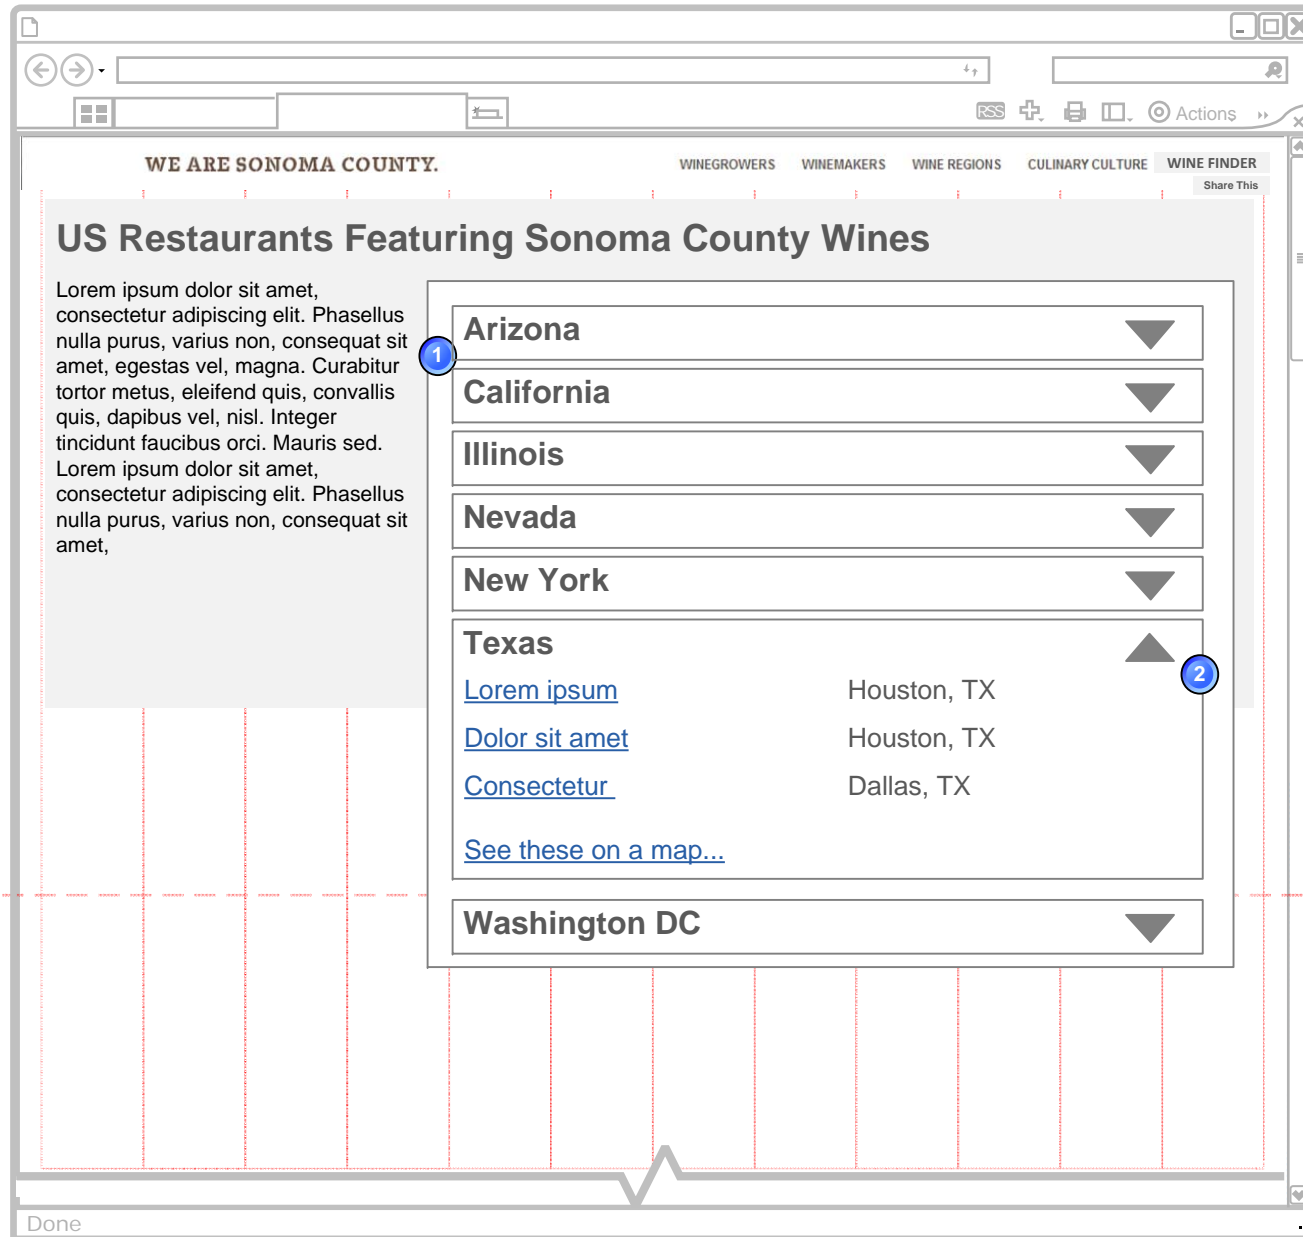 RSS
Actions
WE ARE SONOMA COUNTY.
WINEGROWERS WINEMAKERS WINE REGIONS CULINARY CULTURE WINE FINDER
Share This
US Restaurants Featuring Sonoma County Wines
Lorem ipsum dolor sit amet,
consectetur adipiscing elit. Phasellus
nulla purus, varius non, consequat sit
amet, egestas vel, magna. Curabitur
tortor metus, eleifend quis, convallis
quis, dapibus vel, nisl. Integer
tincidunt faucibus orci. Mauris sed.
Lorem ipsum dolor sit amet,
consectetur adipiscing elit. Phasellus
nulla purus, varius non, consequat sit
amet,
1
Arizona
California
Illinois
Nevada
New York
Texas
2
Lorem ipsum Houston, TX
Dolor sit amet Houston, TX
Consectetur Dallas, TX
See these on a map...
Washington DC
Done